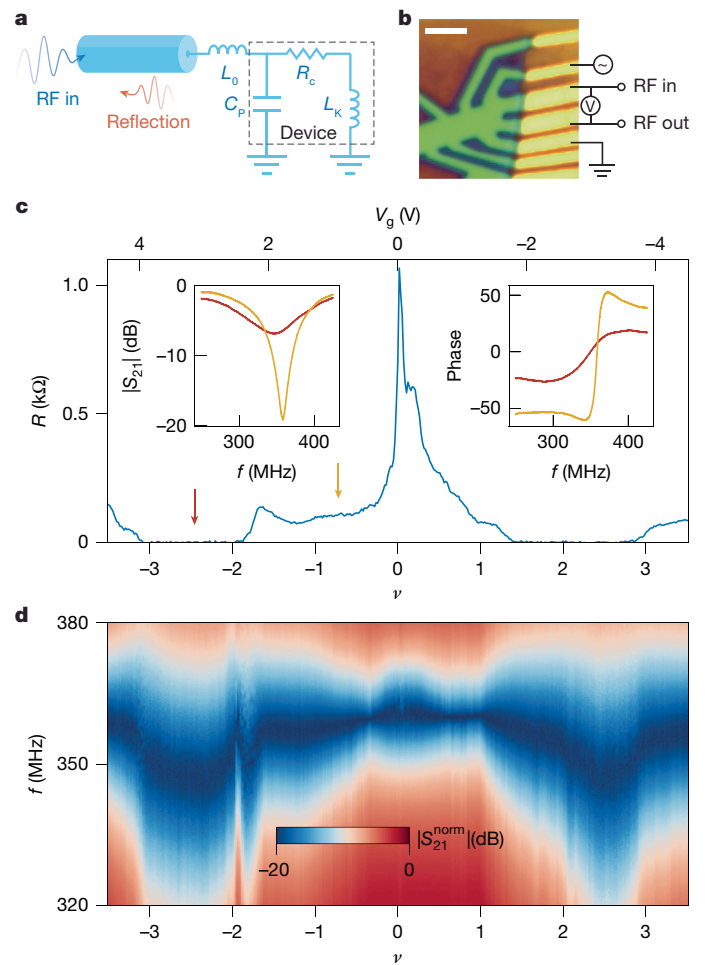 a
RF in
Reflection
L0
CP
Rc
LK
Device
b
~
V
RF in
RF out
c
Vg (V)
4 2 0 −2 −4
R (kΩ)
1.0
0.5
0
|S21| (dB)
0
−10
−20
300 400
f (MHz)
Phase
50
0
−50
300 400
f (MHz)
−3 −2 −1 0 1 2 3
ν
d
f (MHz)
380
350
320
|S21norm|(dB)
−20 0
−3 −2 −1 0 1 2 3
ν